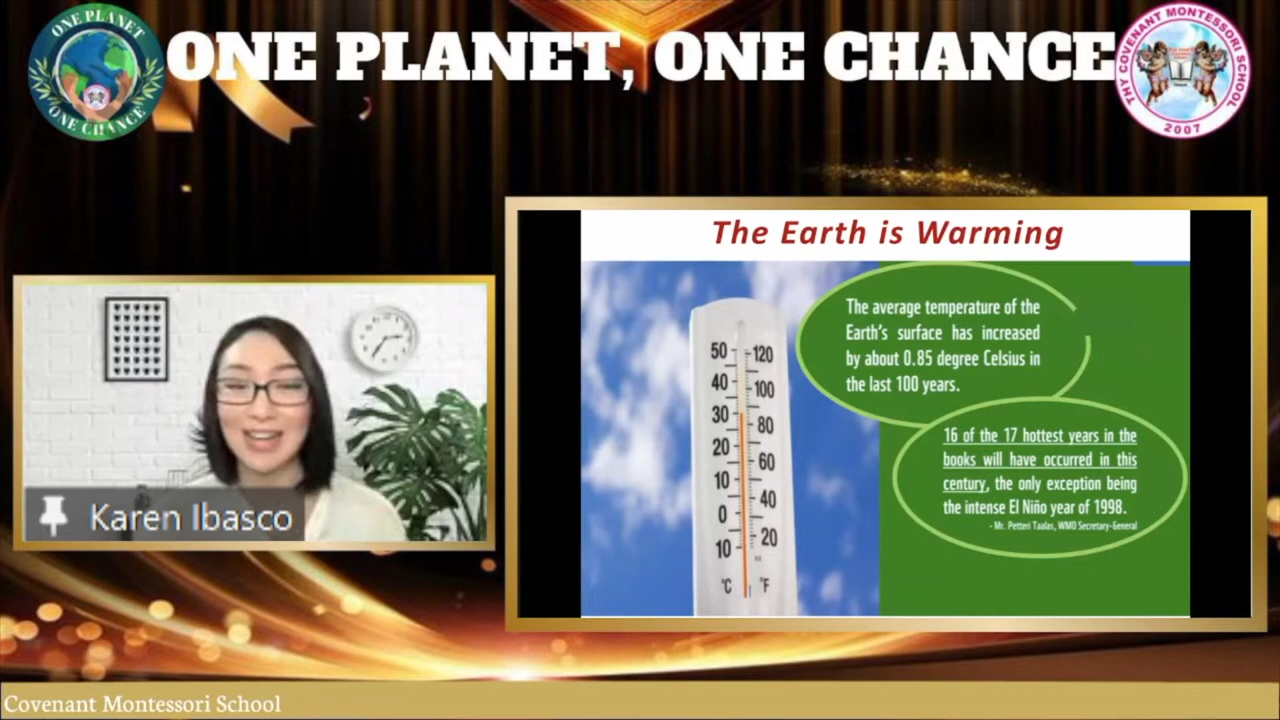 ONE PLANET
ONE CHANCE
ONE PLANET, ONE CHANCE
THY COVENANT MONTESSORI SCHOOL
2007
The Earth is Warming
The average temperature of the
Earth's surface has increased
by about 0.85 degree Celsius in
the last 100 years.
16 of the 17 hottest years in the
books will have occurred in this
century, the only exception being
the intense El Niño year of 1998.
- Mr. Petteri Taalas, WMO Secretary-General
50 120
40 100
30 80
20 60
10 40
0 20
10
°C °F
Karen Ibasco
Covenant Montessori School